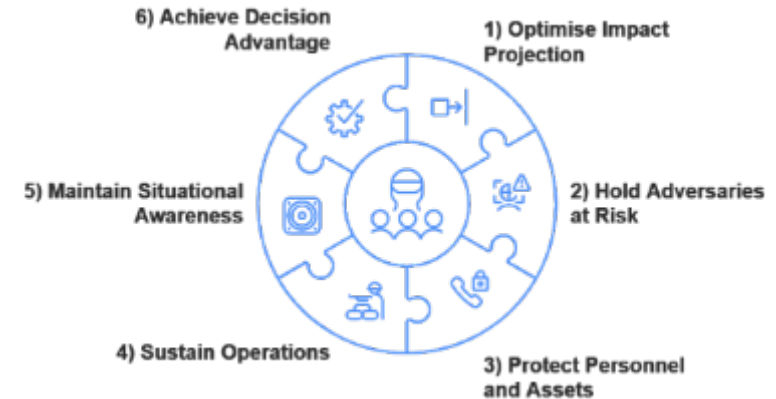 6) Achieve Decision
Advantage
1) Optimise Impact
Projection
5) Maintain Situational
Awareness
2) Hold Adversaries
at Risk
4) Sustain Operations
3) Protect Personnel
and Assets